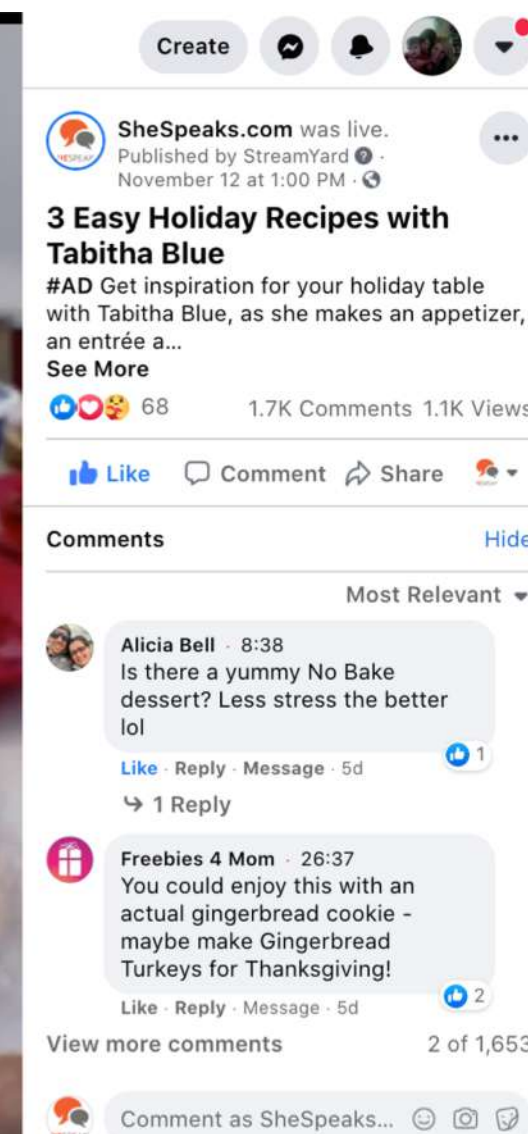 Create
SheSpeaks.com was live.
Published by StreamYard ·
November 12 at 1:00 PM ·
3 Easy Holiday Recipes with
Tabitha Blue
#AD Get inspiration for your holiday table
with Tabitha Blue, as she makes an appetizer,
an entrée a...
See More
68 1.7K Comments 1.1K Views
Like Comment Share
Comments Hide
Most Relevant
Alicia Bell · 8:38
Is there a yummy No Bake
dessert? Less stress the better
lol
1
Like · Reply · Message · 5d
1 Reply
Freebies 4 Mom · 26:37
You could enjoy this with an
actual gingerbread cookie -
maybe make Gingerbread
Turkeys for Thanksgiving!
2
Like · Reply · Message · 5d
View more comments 2 of 1,653
Comment as SheSpeaks...